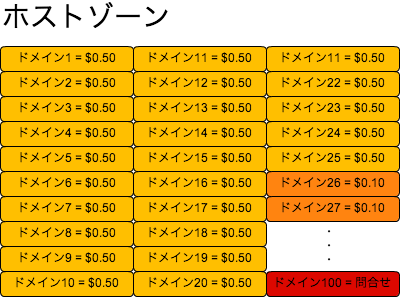 ホストゾーン
ドメイン1 = $0.50 ドメイン11 = $0.50 ドメイン11 = $0.50
ドメイン2 = $0.50 ドメイン12 = $0.50 ドメイン22 = $0.50
ドメイン3 = $0.50 ドメイン13 = $0.50 ドメイン23 = $0.50
ドメイン4 = $0.50 ドメイン14 = $0.50 ドメイン24 = $0.50
ドメイン5 = $0.50 ドメイン15 = $0.50 ドメイン25 = $0.50
ドメイン6 = $0.50 ドメイン16 = $0.50 ドメイン26 = $0.10
ドメイン7 = $0.50 ドメイン17 = $0.50 ドメイン27 = $0.10
ドメイン8 = $0.50 ドメイン18 = $0.50 ・
ドメイン9 = $0.50 ドメイン19 = $0.50 ・
・
ドメイン10 = $0.50 ドメイン20 = $0.50 ドメイン100 = 問合せ